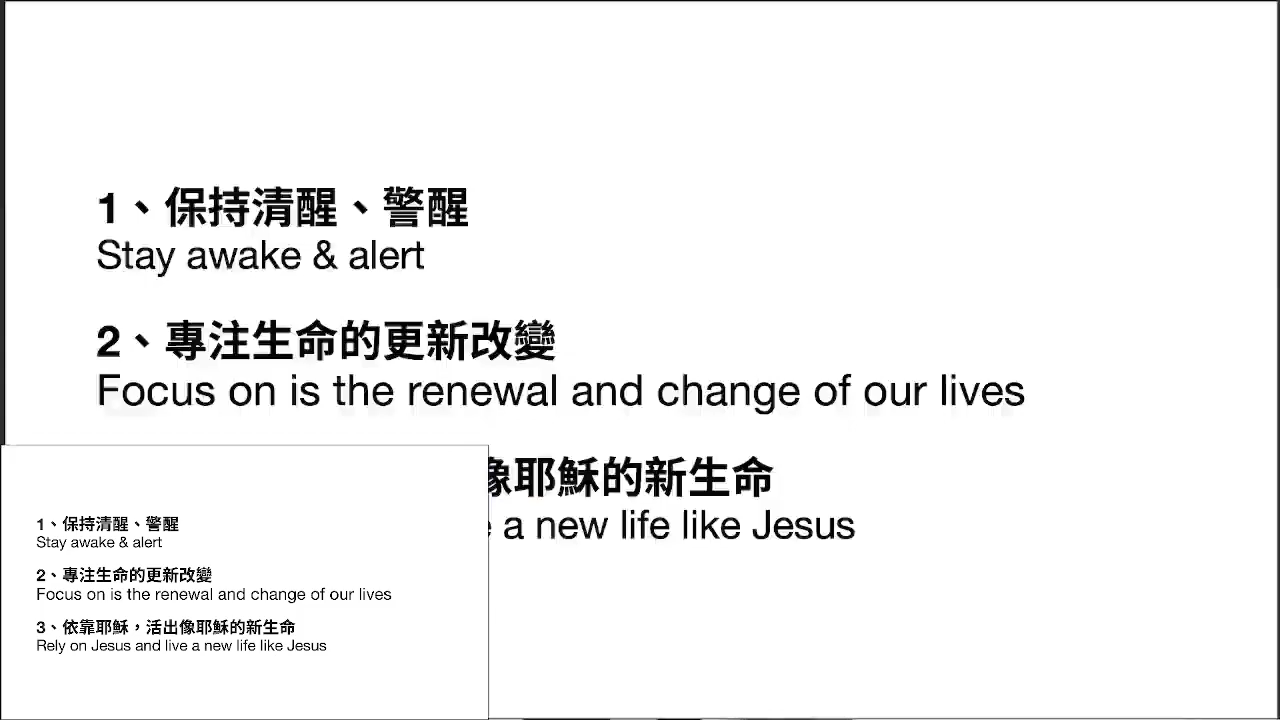 1、保持清醒、警醒
Stay awake & alert
2、專注生命的更新改變
Focus on is the renewal and change of our lives
像耶穌的新生命
a new life like Jesus
1、保持清醒、警醒
Stay awake & alert
2、專注生命的更新改變
Focus on is the renewal and change of our lives
3、依靠耶穌，活出像耶穌的新生命
Rely on Jesus and live a new life like Jesus